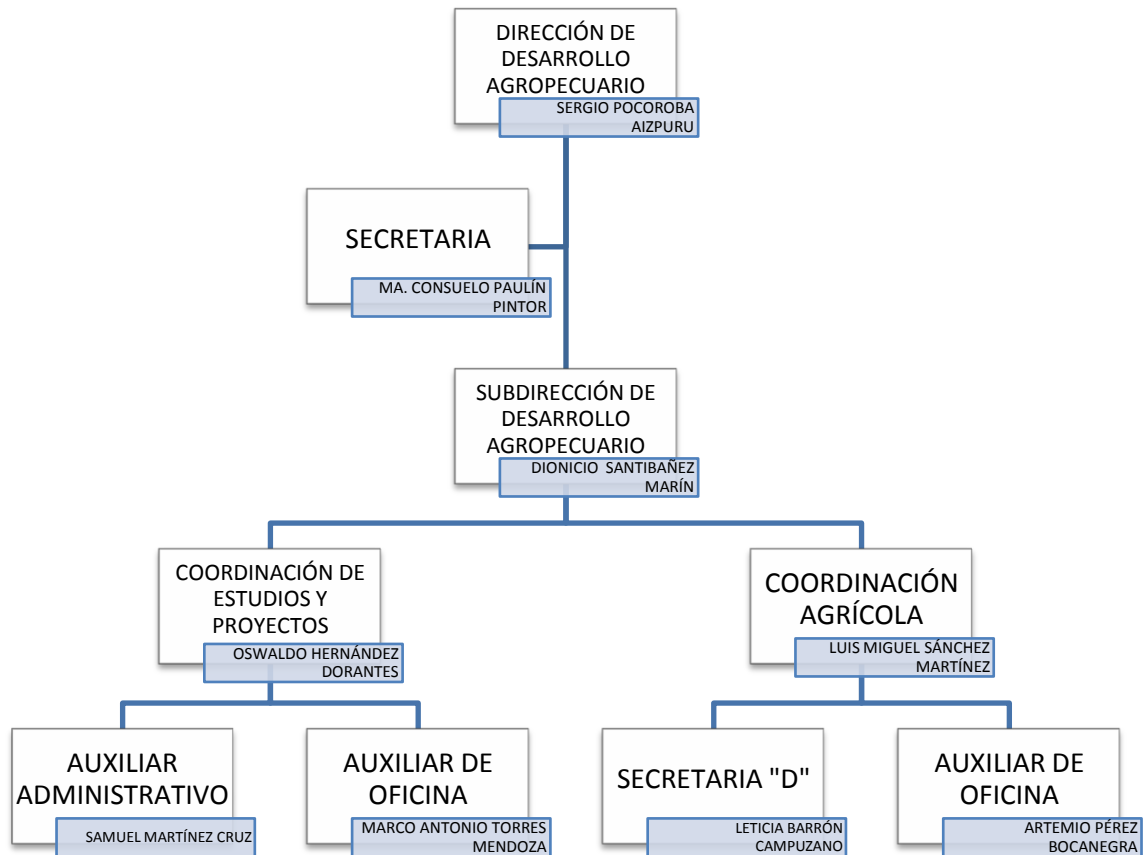 DIRECCIÓN DE
DESARROLLO
AGROPECUARIO
SERGIO POCOROBA
AIZPURU
SECRETARIA
MA. CONSUELO PAULÍN
PINTOR
SUBDIRECCIÓN DE
DESARROLLO
AGROPECUARIO
DIONICIO SANTIBAÑEZ
MARÍN
COORDINACIÓN DE
ESTUDIOS Y
PROYECTOS
OSWALDO HERNÁNDEZ
DORANTES
COORDINACIÓN
AGRÍCOLA
LUIS MIGUEL SÁNCHEZ
MARTÍNEZ
AUXILIAR
ADMINISTRATIVO
SAMUEL MARTÍNEZ CRUZ
AUXILIAR DE
OFICINA
MARCO ANTONIO TORRES
MENDOZA
SECRETARIA "D"
LETICIA BARRÓN
CAMPUZANO
AUXILIAR DE
OFICINA
ARTEMIO PÉREZ
BOCANEGRA